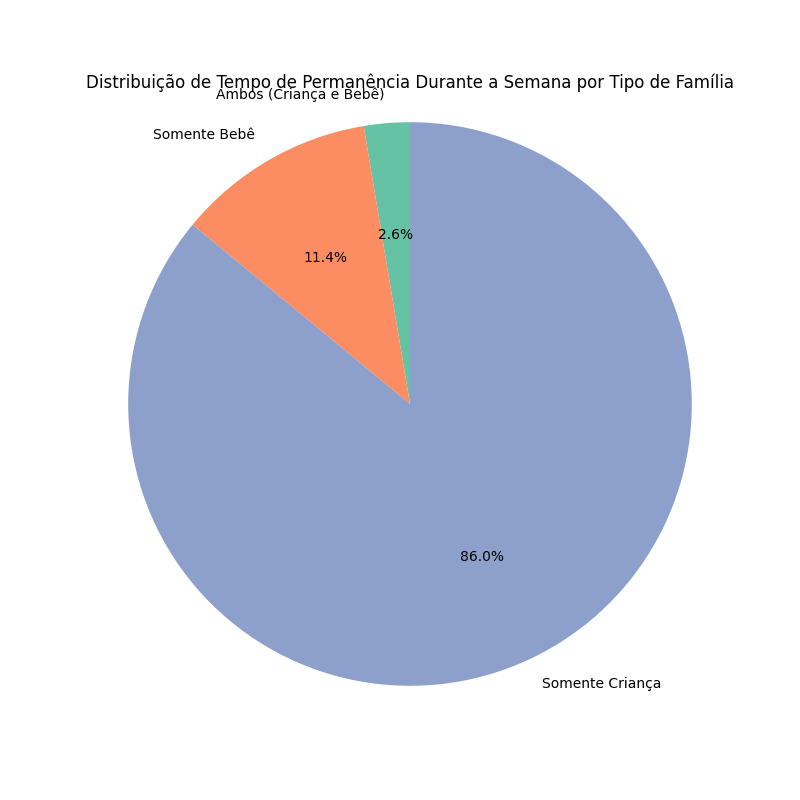 Distribuição de Tempo de Permanência Durante a Semana por Tipo de Família
Ambos (Criança e Bebê)
Somente Bebê
2.6%
11.4%
86.0%
Somente Criança